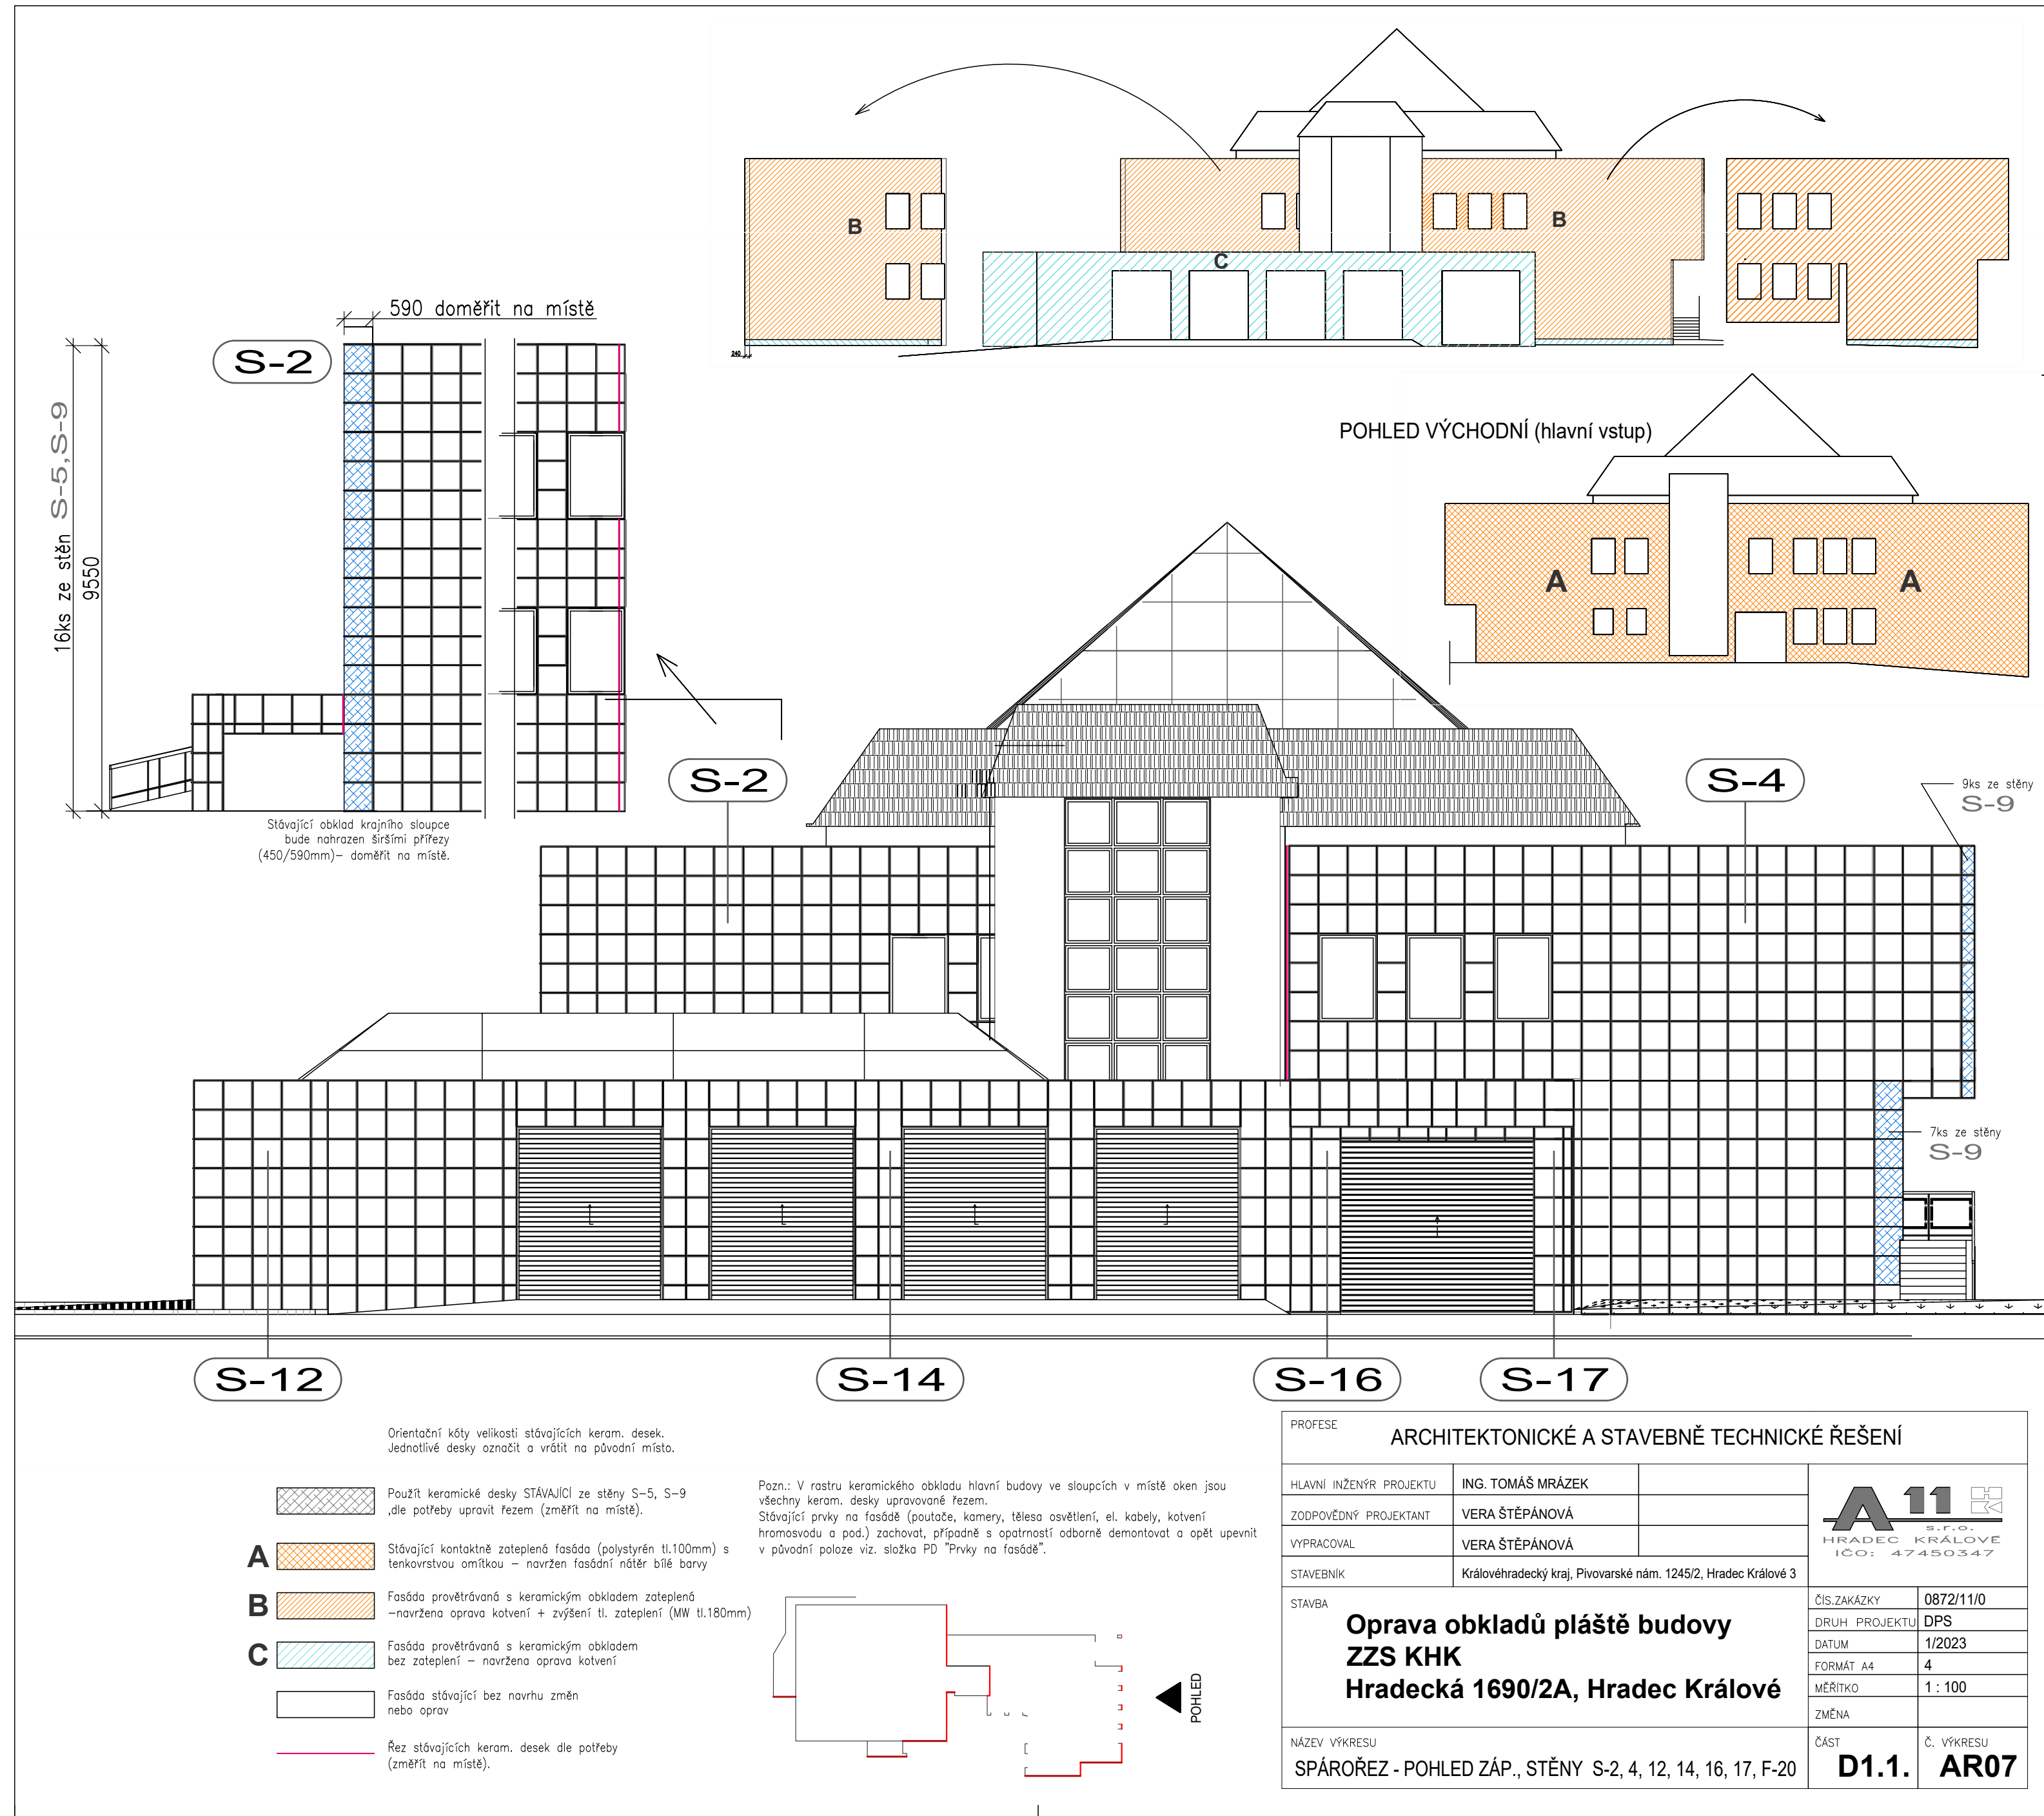 B
B
C
240
590 doměřit na místě
S-2
16ks ze stěn S-5,S-9
9550
POHLED VÝCHODNÍ (hlavní vstup)
A
A
S-2
S-4
9ks ze stěny
S-9
Stávající obklad krajního sloupce
bude nahrazen širšími přířezy
(450/590mm)– doměřit na místě.
7ks ze stěny
S-9
S-12
S-14
S-16
S-17
Orientační kóty velikosti stávajících keram. desek.
Jednotlivé desky označit a vrátit na původní místo.
Použít keramické desky STÁVAJÍCÍ ze stěny S–5, S–9
,dle potřeby upravit řezem (změřit na místě).
A
Stávající kontaktně zateplená fasáda (polystyrén tl.100mm) s
tenkovrstvou omítkou – navržen fasádní nátěr bílé barvy
B
Fasáda provětrávaná s keramickým obkladem zateplená
–navržena oprava kotvení + zvýšení tl. zateplení (MW tl.180mm)
C
Fasáda provětrávaná s keramickým obkladem
bez zateplení – navržena oprava kotvení
Fasáda stávající bez navrhu změn
nebo oprav
Řez stávajících keram. desek dle potřeby
(změřít na místě).
Pozn.: V rastru keramického obkladu hlavní budovy ve sloupcích v místě oken jsou
všechny keram. desky upravované řezem.
Stávající prvky na fasádě (poutače, kamery, tělesa osvětlení, el. kabely, kotvení
hromosvodu a pod.) zachovat, případně s opatrností odborně demontovat a opět upevnit
v původní poloze viz. složka PD "Prvky na fasádě".
POHLED
PROFESE
ARCHITEKTONICKÉ A STAVEBNĚ TECHNICKÉ ŘEŠENÍ
HLAVNÍ INŽENÝR PROJEKTU
ING. TOMÁŠ MRÁZEK
ZODPOVĚDNÝ PROJEKTANT
VERA ŠTĚPÁNOVÁ
VYPRACOVAL
VERA ŠTĚPÁNOVÁ
STAVEBNÍK
Královéhradecký kraj, Pivovarské nám. 1245/2, Hradec Králové 3
A 11 HK
s.r.o.
HRADEC KRÁLOVÉ
IČO: 47450347
STAVBA
Oprava obkladů pláště budovy
ZZS KHK
Hradecká 1690/2A, Hradec Králové
ČÍS.ZAKÁZKY 0872/11/0
DRUH PROJEKTU DPS
DATUM 1/2023
FORMÁT A4 4
MĚŘÍTKO 1 : 100
ZMĚNA
NÁZEV VÝKRESU
SPÁROŘEZ - POHLED ZÁP., STĚNY S-2, 4, 12, 14, 16, 17, F-20
ČÁST
D1.1.
Č. VÝKRESU
AR07